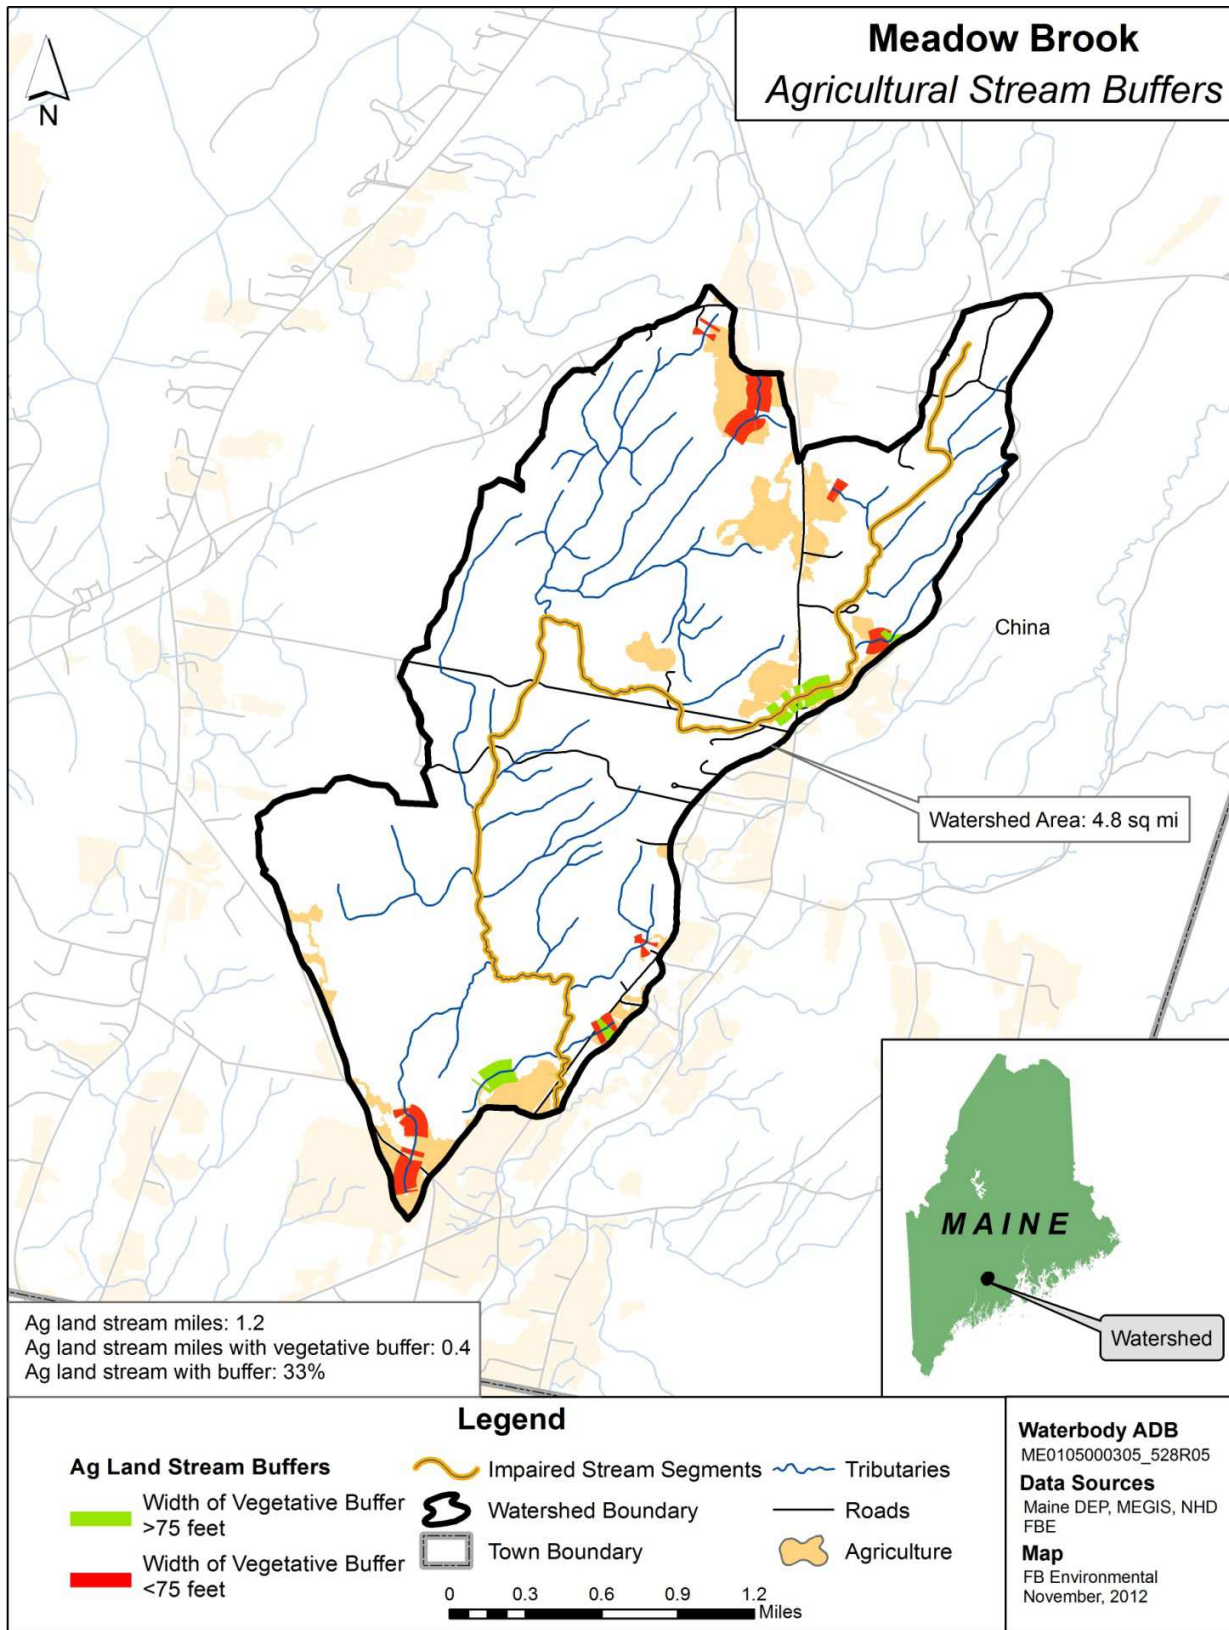 Meadow Brook
Agricultural Stream Buffers
N
China
Watershed Area: 4.8 sq mi
MAINE
Watershed
Ag land stream miles: 1.2
Ag land stream miles with vegetative buffer: 0.4
Ag land stream with buffer: 33%
Legend
Ag Land Stream Buffers
Width of Vegetative Buffer
>75 feet
Width of Vegetative Buffer
<75 feet
Impaired Stream Segments
Watershed Boundary
Town Boundary
Tributaries
Roads
Agriculture
0 0.3 0.6 0.9 1.2
Miles
Waterbody ADB
ME0105000305_528R05
Data Sources
Maine DEP, MEGIS, NHD
FBE
Map
FB Environmental
November, 2012